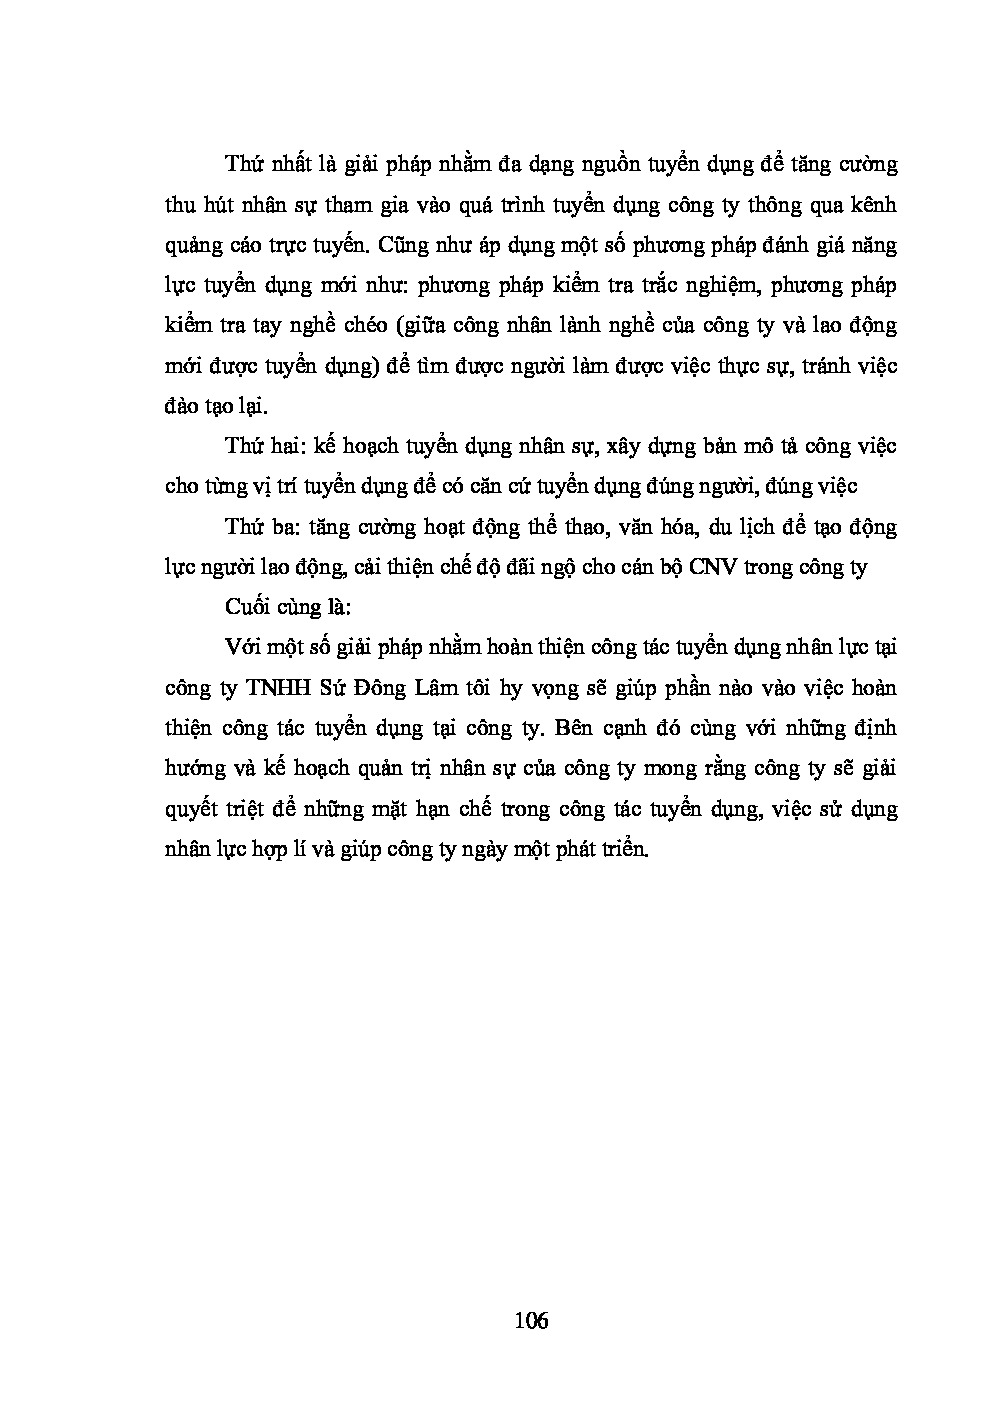 Thứ nhất là giải pháp nhằm đa dạng nguồn tuyển dụng để tăng cường
thu hút nhân sự tham gia vào quá trình tuyển dụng công ty thông qua kênh
quảng cáo trực tuyến. Cũng như áp dụng một số phương pháp đánh giá năng
lực tuyển dụng mới như: phương pháp kiểm tra trắc nghiệm, phương pháp
kiểm tra tay nghề chéo (giữa công nhân lành nghề của công ty và lao động
mới được tuyển dụng) để tìm được người làm được việc thực sự, tránh việc
đào tạo lại.
Thứ hai: kế hoạch tuyển dụng nhân sự, xây dựng bản mô tả công việc
cho từng vị trí tuyển dụng để có căn cứ tuyển dụng đúng người, đúng việc
Thứ ba: tăng cường hoạt động thể thao, văn hóa, du lịch để tạo động
lực người lao động, cải thiện chế độ đãi ngộ cho cán bộ CNV trong công ty
Cuối cùng là:
Với một số giải pháp nhằm hoàn thiện công tác tuyển dụng nhân lực tại
công ty TNHH Sứ Đông Lâm tôi hy vọng sẽ giúp phần nào vào việc hoàn
thiện công tác tuyển dụng tại công ty. Bên cạnh đó cùng với những định
hướng và kế hoạch quản trị nhân sự của công ty mong rằng công ty sẽ giải
quyết triệt để những mặt hạn chế trong công tác tuyển dụng, việc sử dụng
nhân lực hợp lí và giúp công ty ngày một phát triển.
106